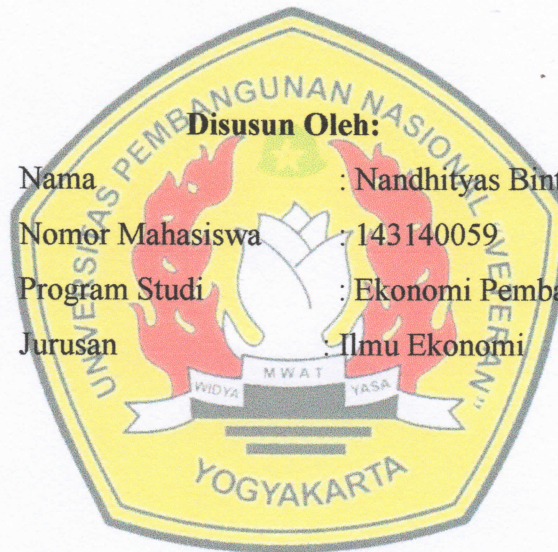 UNIVERSITAS PEMBANGUNAN NASIONAL "VETERAN"
Disusun Oleh:
Nama : Nandhityas Bint
Nomor Mahasiswa : 143140059
Program Studi : Ekonomi Pemba
Jurusan : Ilmu Ekonomi
WIDYA MWAT YASA
YOGYAKARTA